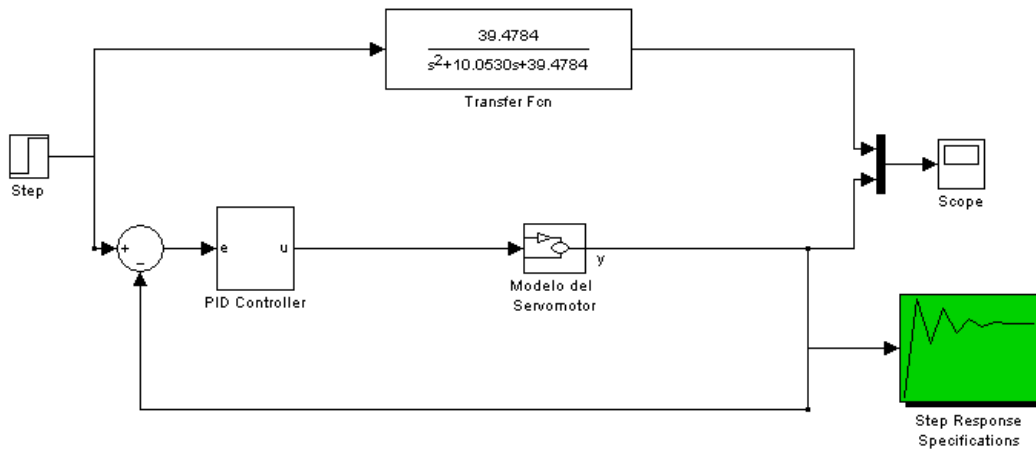 39.4784
s²+10.0530s+39.4784
Transfer Fcn
Step
Scope
+
−
e
u
PID Controller
y
Modelo del
Servomotor
Step Response
Specifications